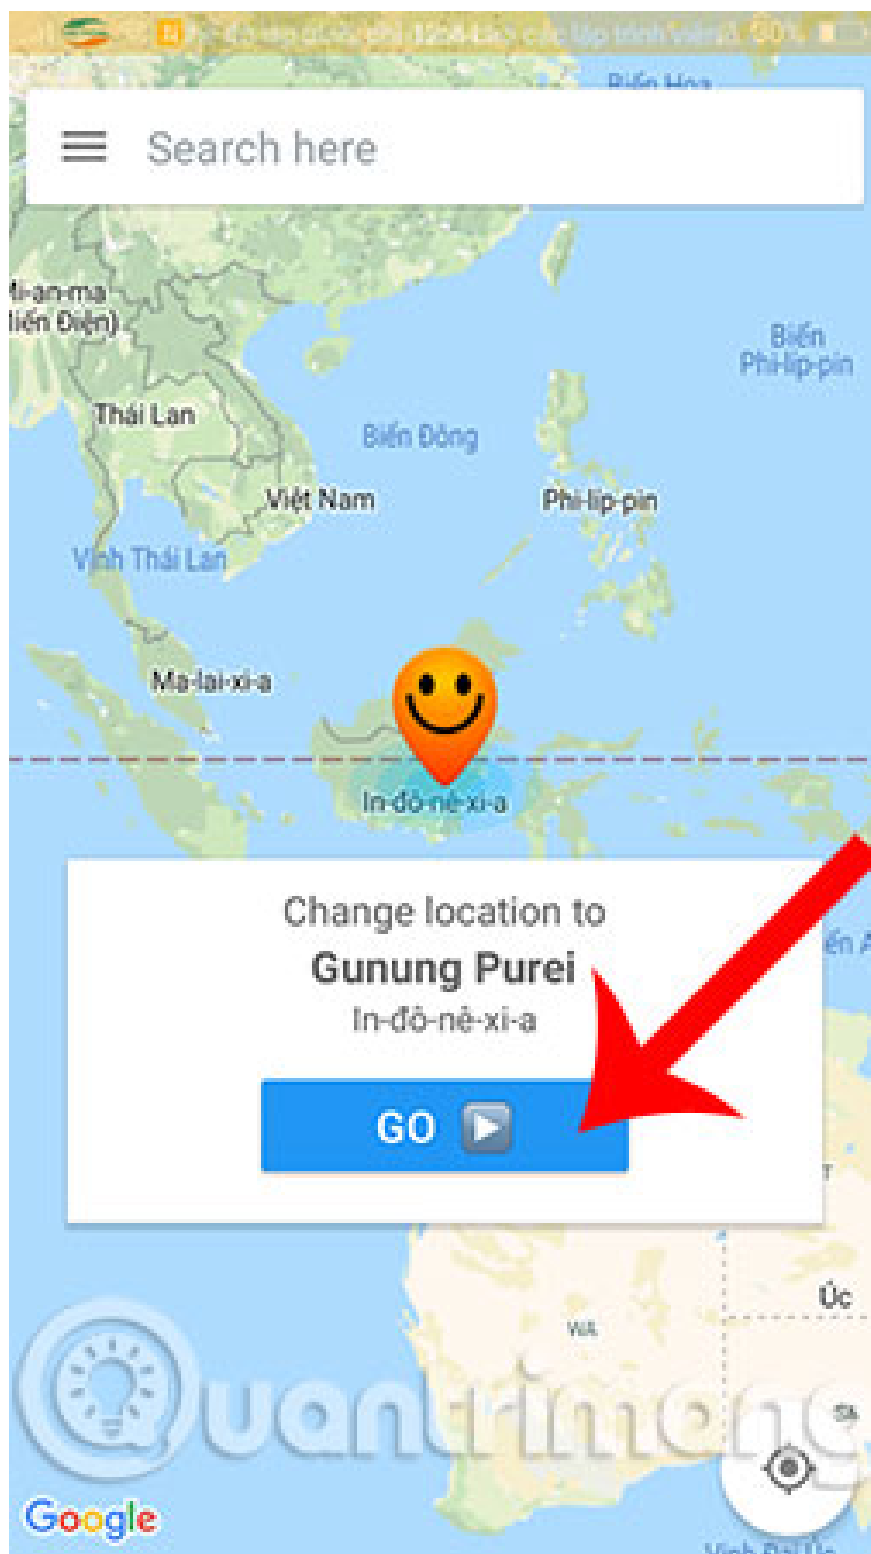 Biển Hoa
Search here
Mi-an-ma
Điện)
Biển
Phi-líp-pin
Thái Lan
Biển Đông
Việt Nam
Phi-líp-pin
Vịnh Thái Lan
Ma-lai-xi-a
In-đô-nê-xi-a
Change location to
Gunung Purei
In-đô-nê-xi-a
GO
Úc
WA
Quantrimang
Google